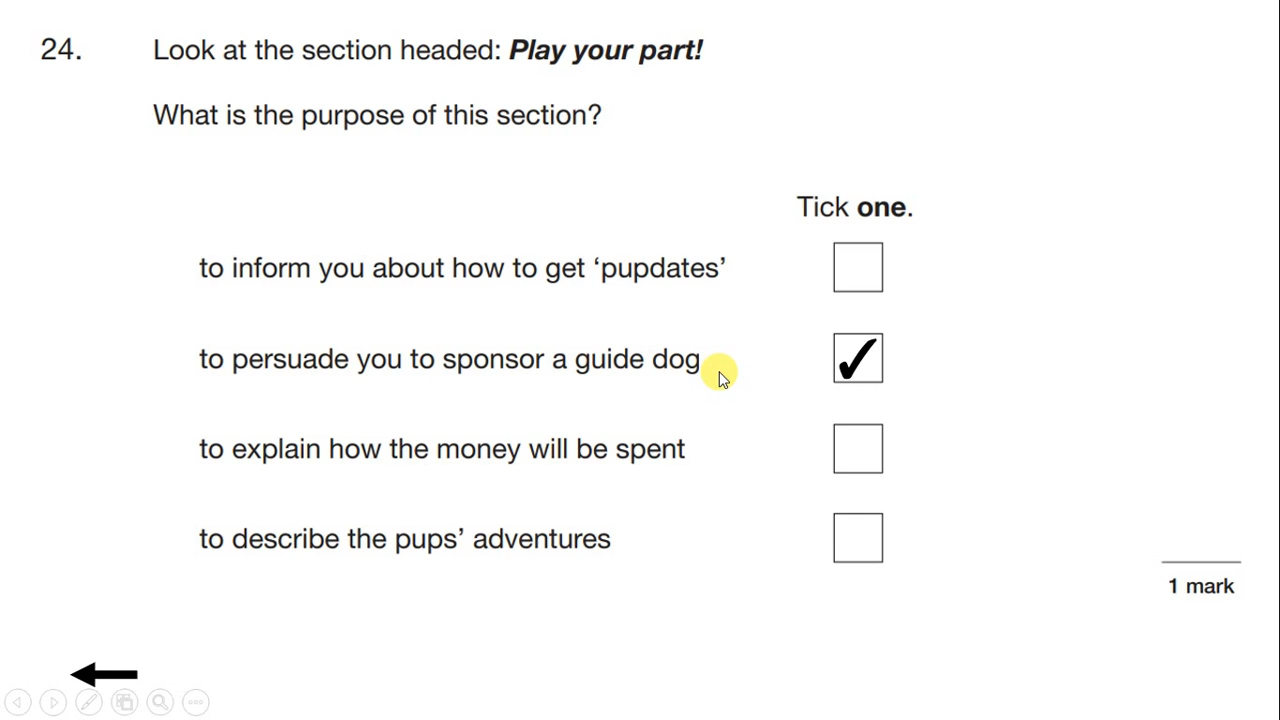 24. Look at the section headed: Play your part!
What is the purpose of this section?
Tick one.
to inform you about how to get ‘pupdates’
to persuade you to sponsor a guide dog
to explain how the money will be spent
to describe the pups’ adventures
1 mark